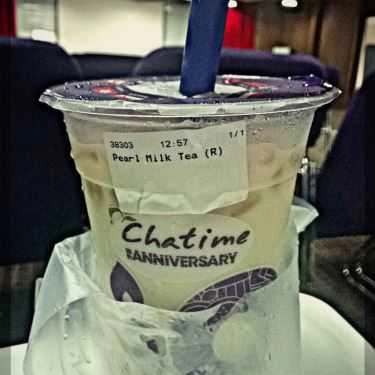 38303 12:57 1/1
Pearl Milk Tea (R)
Chatime
ANNIVERSARY